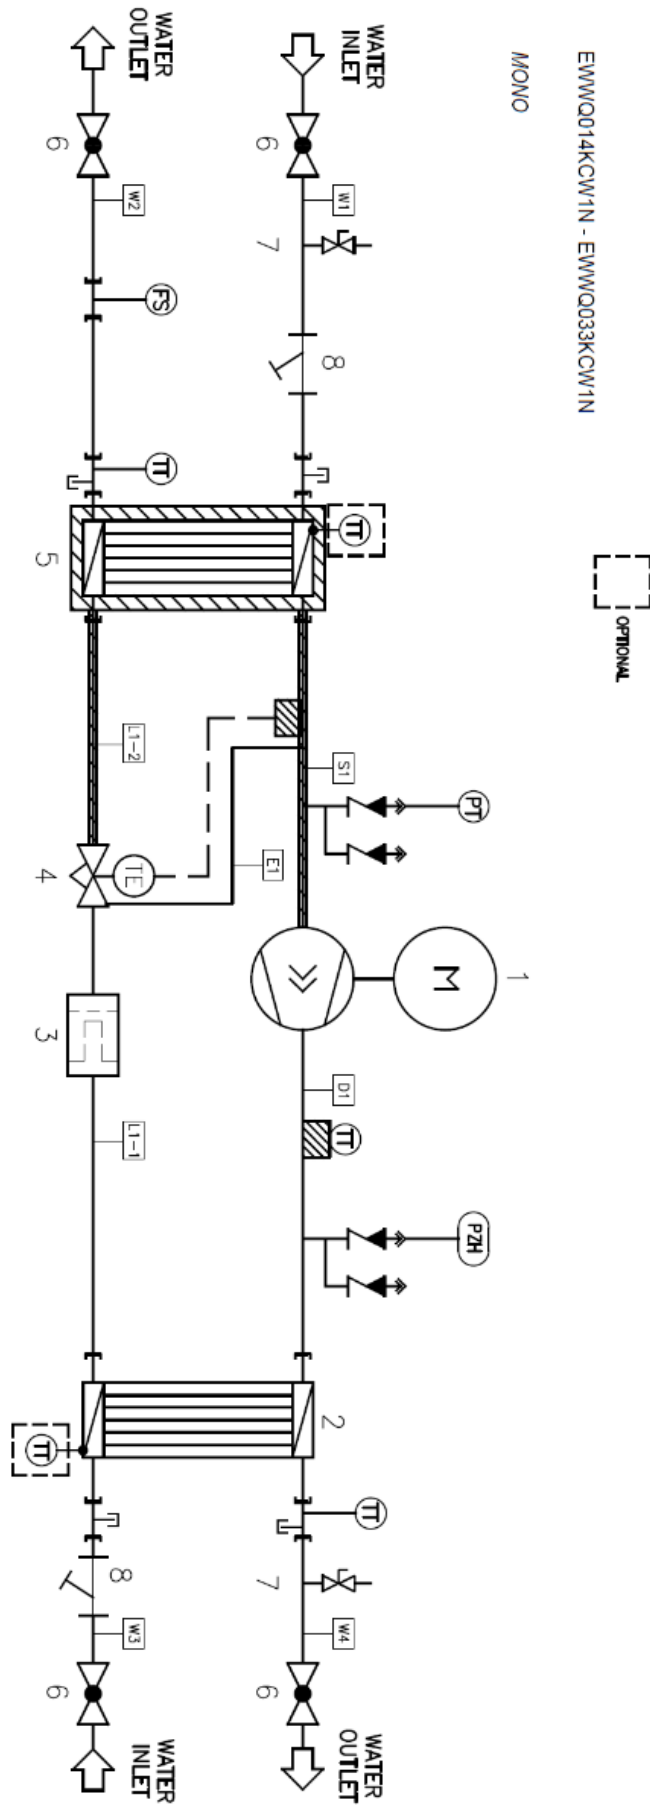 EWWQ014KCW1N - EWWQ033KCW1N
MONO
OPTIONAL
WATER
INLET
6
W1
7
8
TT
S1
PT
1
M
D1
TT
PZH
2
TT
7
W4
6
WATER
OUTLET
WATER
OUTLET
6
W2
FS
TT
5
L1-2
E1
4
TE
3
L1-1
TT
8
W3
6
WATER
INLET